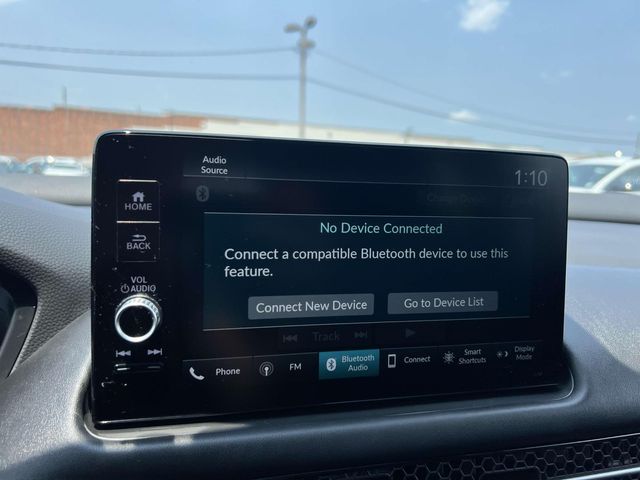 Audio
Source
1:10
HOME
BACK
VOL
AUDIO
No Device Connected
Connect a compatible Bluetooth device to use this
feature.
Connect New Device
Go to Device List
Track
Phone
FM
Bluetooth
Audio
Connect
Smart
Shortcuts
Display
Mode